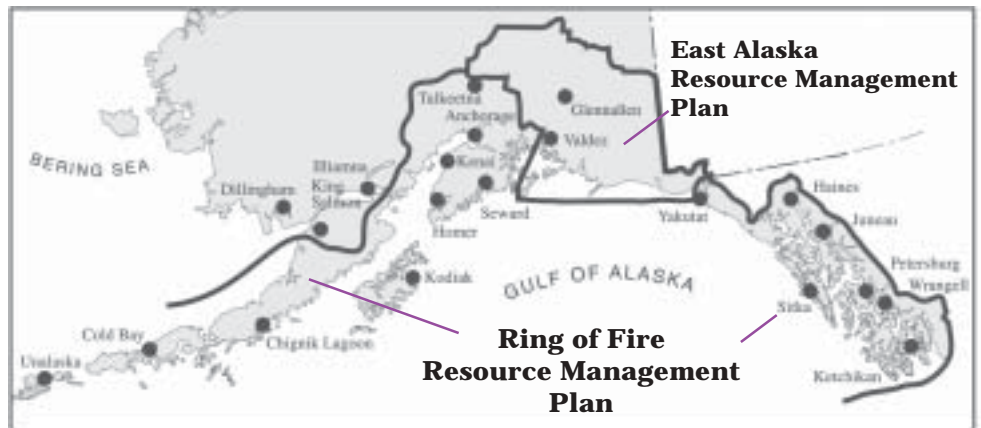 East Alaska
Resource Management
Plan
Talkeetna
Anchorage
Glennallen
Valdez
BERING SEA
Iliamna
Kenai
Dillingham
King
Salmon
Seward
Homer
Yakutat
Haines
Juneau
Kodiak
GULF OF ALASKA
Petersburg
Wrangell
Sitka
Cold Bay
Chignik Lagoon
Ring of Fire
Resource Management
Plan
Unalaska
Ketchikan